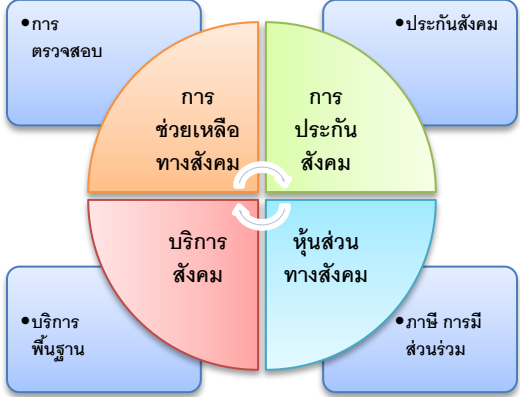 •การ
ตรวจสอบ
•ประกันสังคม
การ
ช่วยเหลือ
ทางสังคม
การ
ประกัน
สังคม
บริการ
สังคม
หุ้นส่วน
ทางสังคม
•บริการ
พื้นฐาน
•ภาษี การมี
ส่วนร่วม